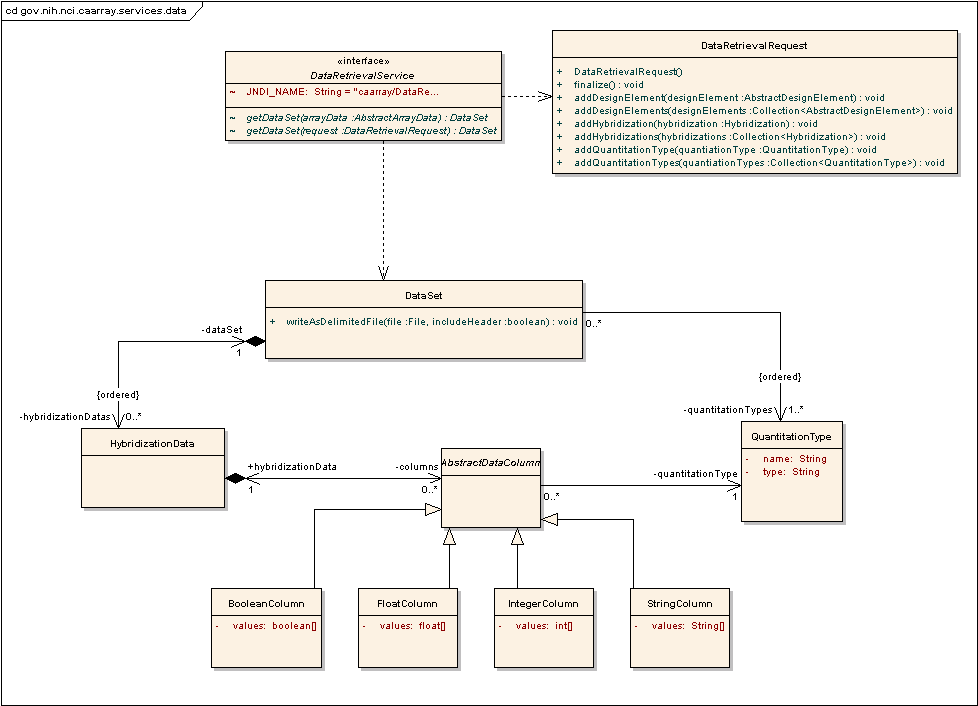 cd gov.nih.nci.caarray.services.data
«interface»
DataRetrievalService
~ JNDI_NAME: String = "caarray/DataRe...
~ getDataSet(arrayData :AbstractArrayData) : DataSet
~ getDataSet(request :DataRetrievalRequest) : DataSet
DataRetrievalRequest
+ DataRetrievalRequest()
+ finalize() : void
+ addDesignElement(designElement :AbstractDesignElement) : void
+ addDesignElements(designElements :Collection<AbstractDesignElement>) : void
+ addHybridization(hybridization :Hybridization) : void
+ addHybridizations(hybridizations :Collection<Hybridization>) : void
+ addQuantitationType(quantiationType :QuantitationType) : void
+ addQuantitationTypes(quantiationTypes :Collection<QuantitationType>) : void
DataSet
+ writeAsDelimitedFile(file :File, includeHeader :boolean) : void
0..*
-dataSet
1
{ordered}
-hybridizationDatas
0..*
{ordered}
-quantitationTypes
1..*
HybridizationData
+hybridizationData
1
-columns
0..*
AbstractDataColumn
0..*
-quantitationType
1
QuantitationType
- name: String
- type: String
BooleanColumn
- values: boolean[]
FloatColumn
- values: float[]
IntegerColumn
- values: int[]
StringColumn
- values: String[]